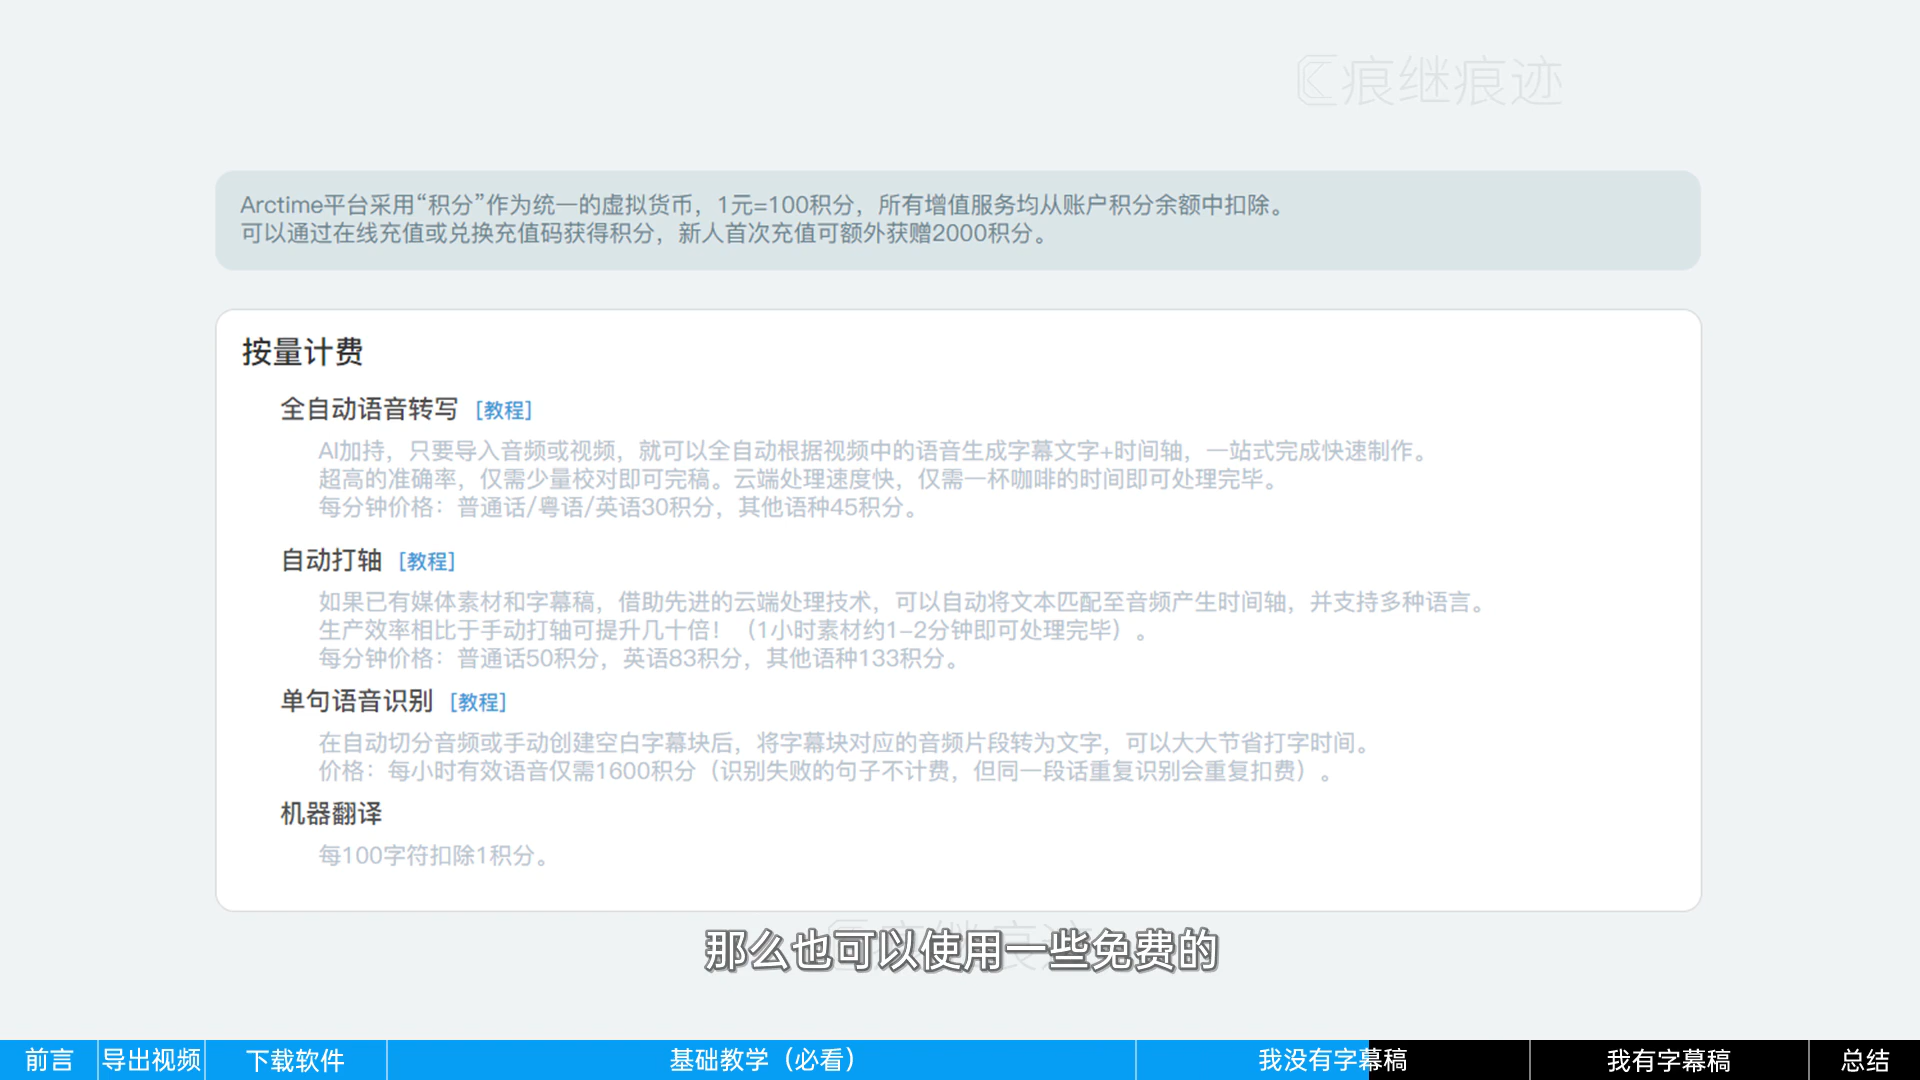 痕继痕迹
Arctime平台采用“积分”作为统一的虚拟货币，1元=100积分，所有增值服务均从账户积分余额中扣除。
可以通过在线充值或兑换充值码获得积分，新人首次充值可额外获赠2000积分。
按量计费
全自动语音转写 [教程]
AI加持，只要导入音频或视频，就可以全自动根据视频中的语音生成字幕文字+时间轴，一站式完成快速制作。
超高的准确率，仅需少量校对即可完稿。云端处理速度快，仅需一杯咖啡的时间即可处理完毕。
每分钟价格：普通话/粤语/英语30积分，其他语种45积分。
自动打轴 [教程]
如果已有媒体素材和字幕稿，借助先进的云端处理技术，可以自动将文本匹配至音频产生时间轴，并支持多种语言。
生产效率相比于手动打轴可提升几十倍！（1小时素材约1-2分钟即可处理完毕）。
每分钟价格：普通话50积分，英语83积分，其他语种133积分。
单句语音识别 [教程]
在自动切分音频或手动创建空白字幕块后，将字幕块对应的音频片段转为文字，可以大大节省打字时间。
价格：每小时有效语音仅需1600积分（识别失败的句子不计费，但同一段话重复识别会重复扣费）。
机器翻译
每100字符扣除1积分。
那么也可以使用一些免费的
前言 导出视频 下载软件 基础教学（必看） 我没有字幕稿 我有字幕稿 总结